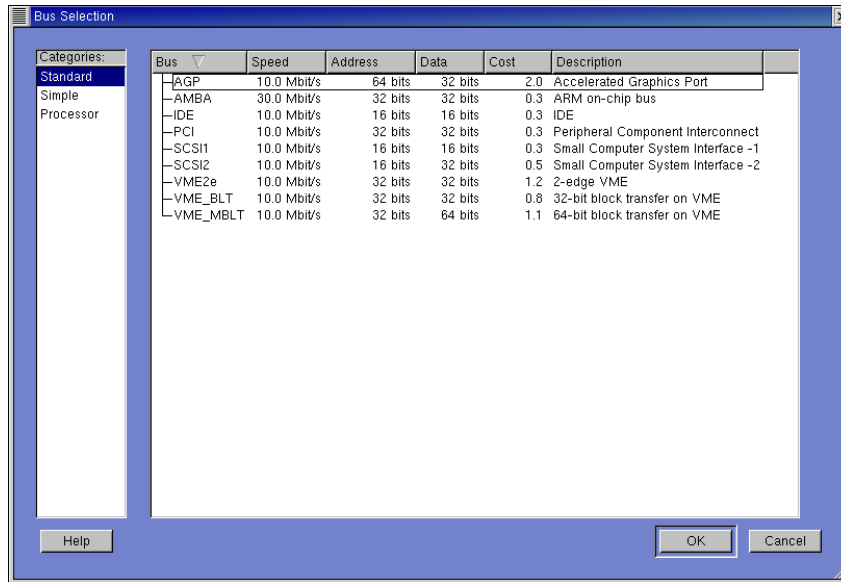 Bus Selection
Categories:
Standard
Simple
Processor
Bus Speed Address Data Cost Description
AGP 10.0 Mbit/s 64 bits 32 bits 2.0 Accelerated Graphics Port
AMBA 30.0 Mbit/s 32 bits 32 bits 0.3 ARM on-chip bus
IDE 10.0 Mbit/s 16 bits 16 bits 0.3 IDE
PCI 10.0 Mbit/s 32 bits 32 bits 0.3 Peripheral Component Interconnect
SCSI1 10.0 Mbit/s 16 bits 16 bits 0.3 Small Computer System Interface -1
SCSI2 10.0 Mbit/s 16 bits 32 bits 0.5 Small Computer System Interface -2
VME2e 10.0 Mbit/s 32 bits 32 bits 1.2 2-edge VME
VME_BLT 10.0 Mbit/s 32 bits 32 bits 0.8 32-bit block transfer on VME
VME_MBLT 10.0 Mbit/s 32 bits 64 bits 1.1 64-bit block transfer on VME
Help OK Cancel